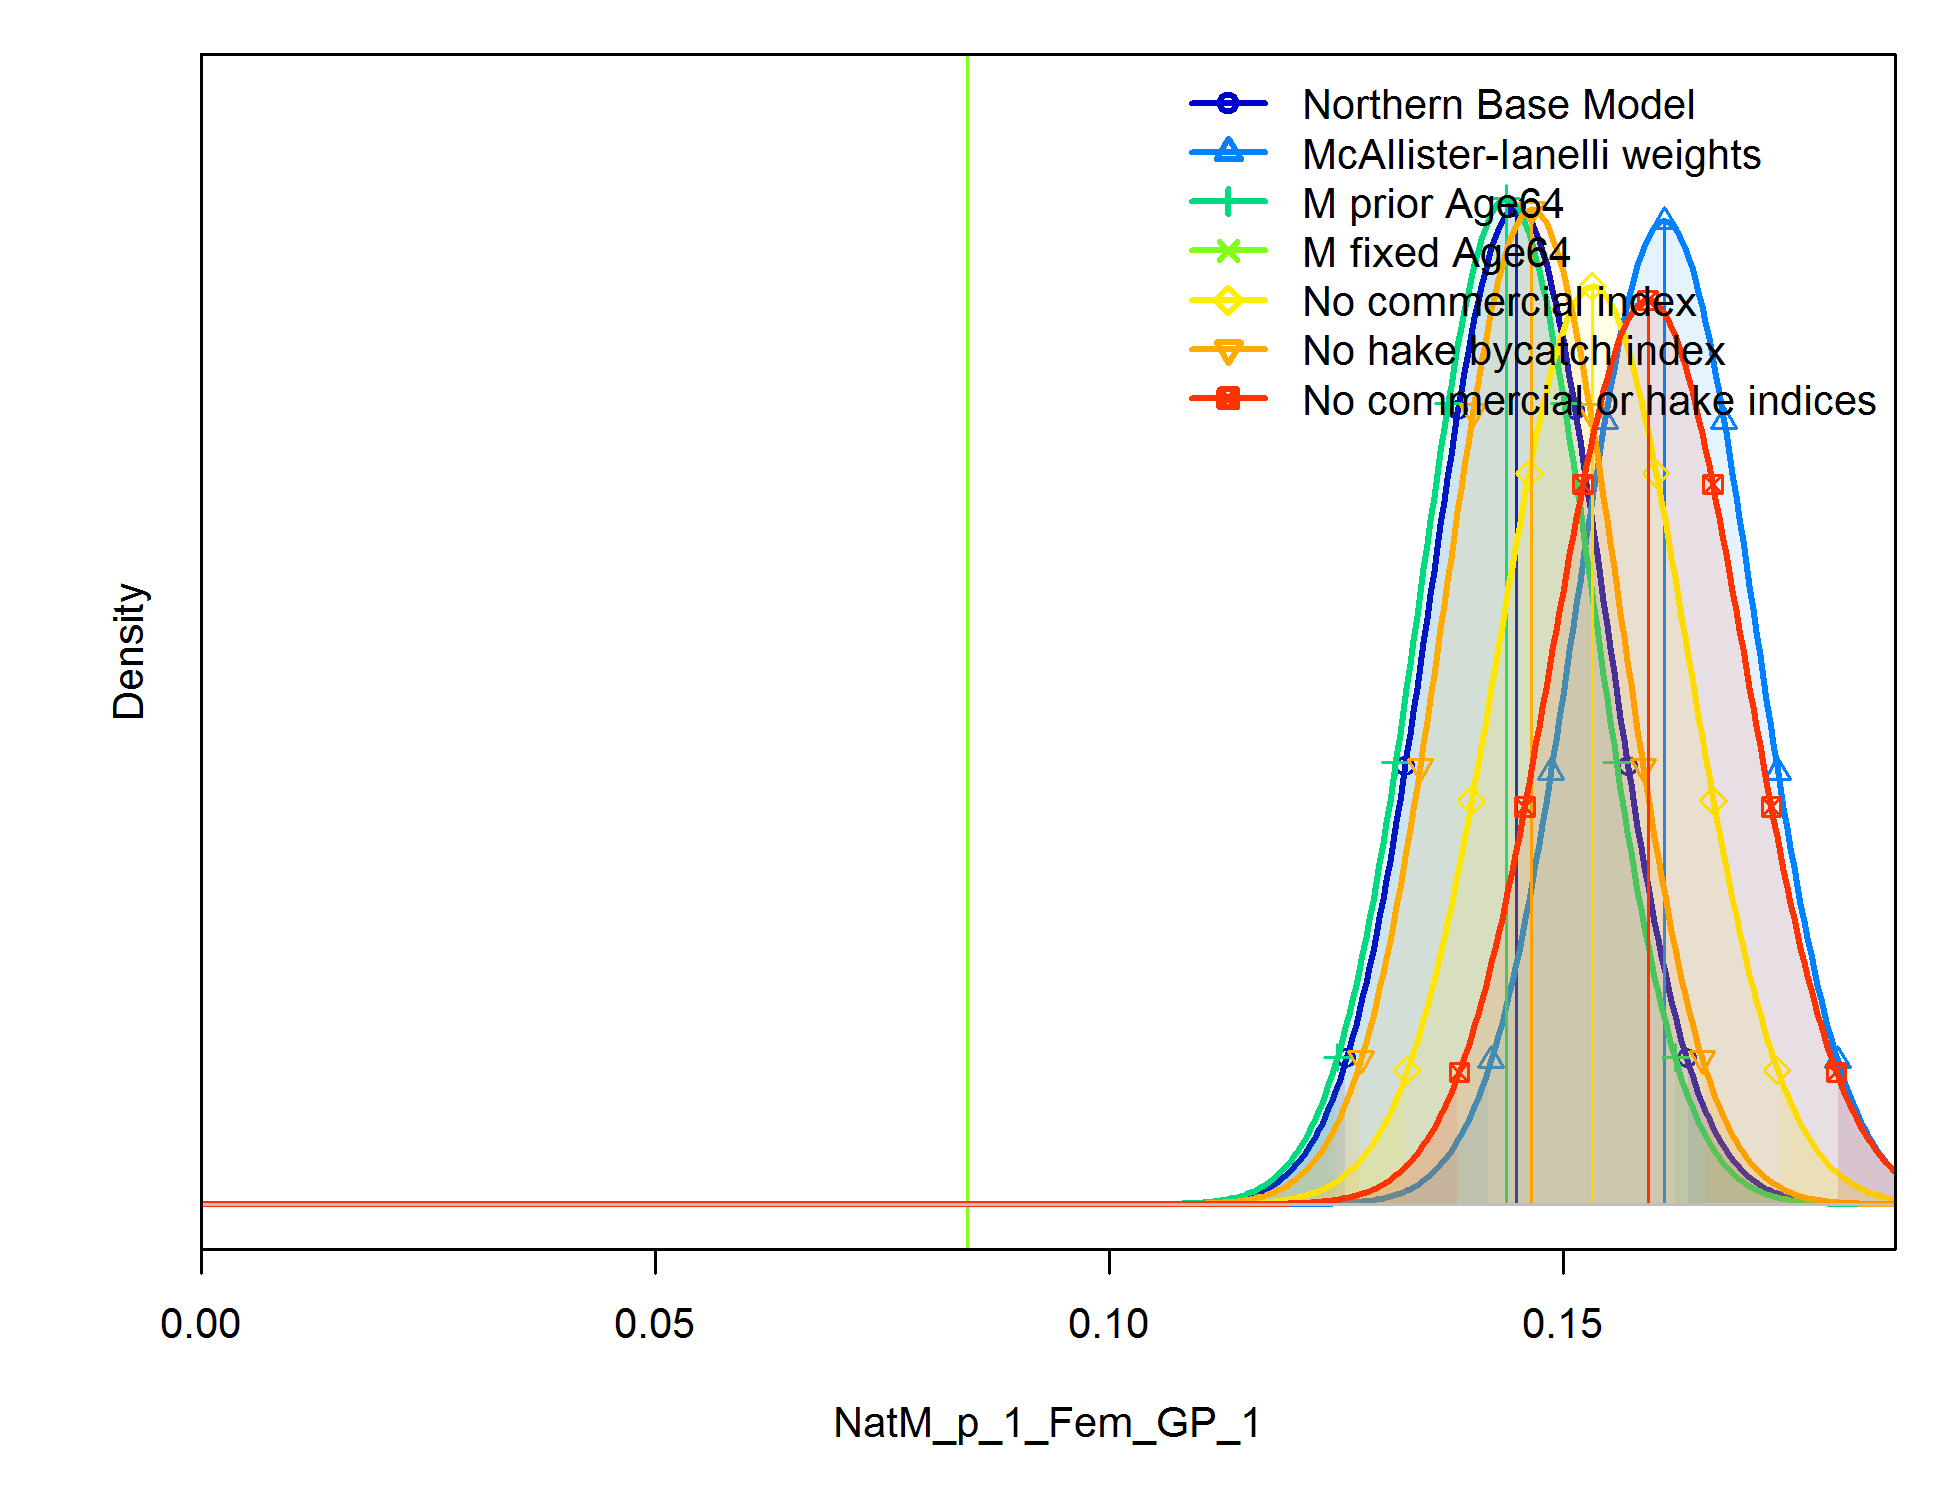 Northern Base Model
McAllister-Ianelli weights
M prior Age64
M fixed Age64
No commercial index
No hake bycatch index
No commercial or hake indices
Density
0.00
0.05
0.10
0.15
NatM_p_1_Fem_GP_1